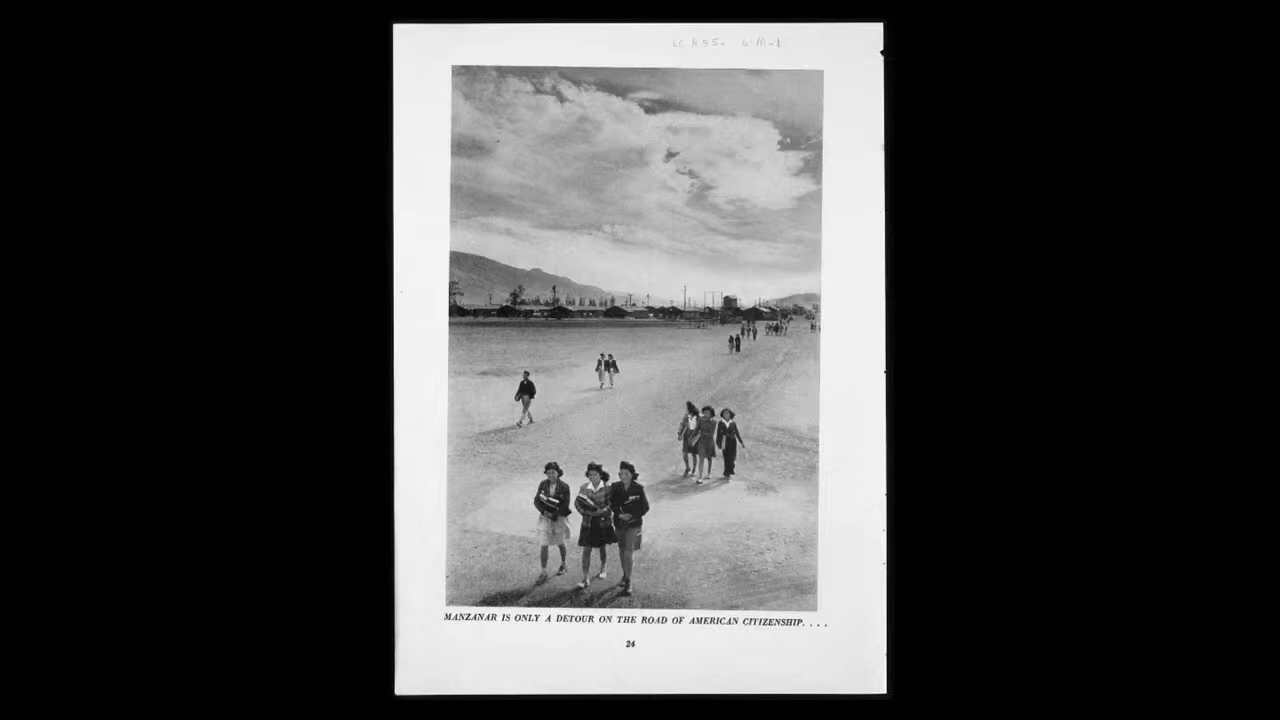 MANZANAR IS ONLY A DETOUR ON THE ROAD OF AMERICAN CITIZENSHIP. . . .
24